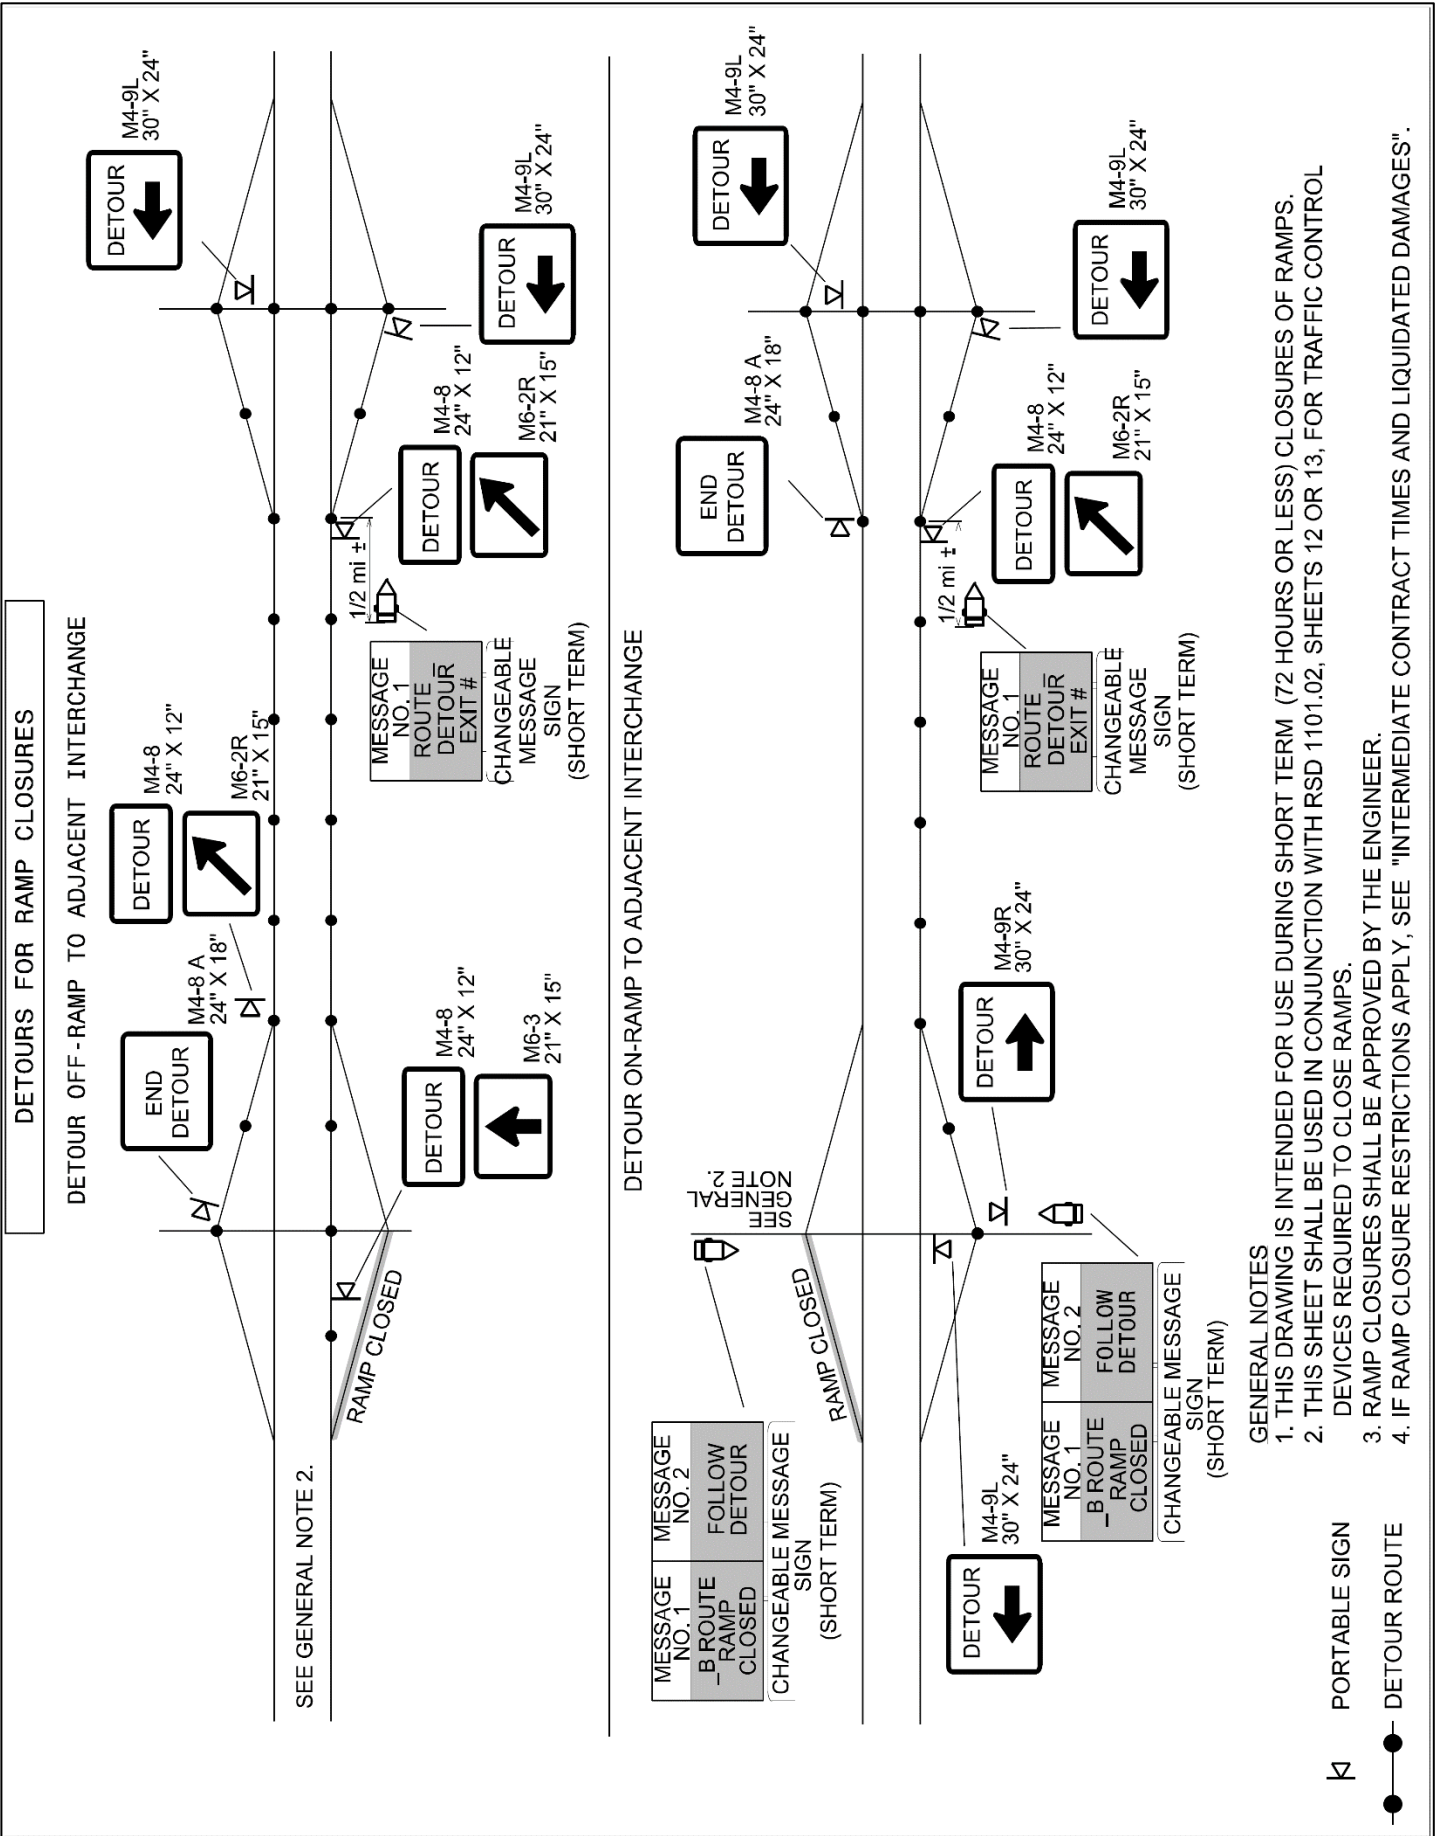 DETOURS FOR RAMP CLOSURES
DETOUR OFF-RAMP TO ADJACENT INTERCHANGE
END
DETOUR
M4-8 A
24" X 18"
DETOUR
M4-8
24" X 12"
M6-2R
21" X 15"
DETOUR
M4-9L
30" X 24"
SEE GENERAL NOTE 2.
RAMP CLOSED
DETOUR
M4-8
24" X 12"
M6-3
21" X 15"
MESSAGE
NO. 1
ROUTE
DETOUR
EXIT #_
CHANGEABLE
MESSAGE
SIGN
(SHORT TERM)
1/2 mi ±
DETOUR
M4-8
24" X 12"
M6-2R
21" X 15"
DETOUR
M4-9L
30" X 24"
DETOUR ON-RAMP TO ADJACENT INTERCHANGE
MESSAGE
NO. 1
MESSAGE
NO. 2
_B ROUTE
RAMP
CLOSED
FOLLOW
DETOUR
CHANGEABLE MESSAGE
SIGN
(SHORT TERM)
SEE
GENERAL
NOTE 2.
RAMP CLOSED
END
DETOUR
M4-8 A
24" X 18"
DETOUR
M4-9L
30" X 24"
DETOUR
M4-9L
30" X 24"
DETOUR
M4-9R
30" X 24"
MESSAGE
NO. 1
MESSAGE
NO. 2
_B ROUTE
RAMP
CLOSED
FOLLOW
DETOUR
CHANGEABLE MESSAGE
SIGN
(SHORT TERM)
MESSAGE
NO. 1
ROUTE
DETOUR
EXIT #_
CHANGEABLE
MESSAGE
SIGN
(SHORT TERM)
1/2 mi ±
DETOUR
M4-8
24" X 12"
M6-2R
21" X 15"
DETOUR
M4-9L
30" X 24"
GENERAL NOTES
1. THIS DRAWING IS INTENDED FOR USE DURING SHORT TERM (72 HOURS OR LESS) CLOSURES OF RAMPS.
2. THIS SHEET SHALL BE USED IN CONJUNCTION WITH RSD 1101.02, SHEETS 12 OR 13, FOR TRAFFIC CONTROL
DEVICES REQUIRED TO CLOSE RAMPS.
3. RAMP CLOSURES SHALL BE APPROVED BY THE ENGINEER.
4. IF RAMP CLOSURE RESTRICTIONS APPLY, SEE "INTERMEDIATE CONTRACT TIMES AND LIQUIDATED DAMAGES".
PORTABLE SIGN
DETOUR ROUTE